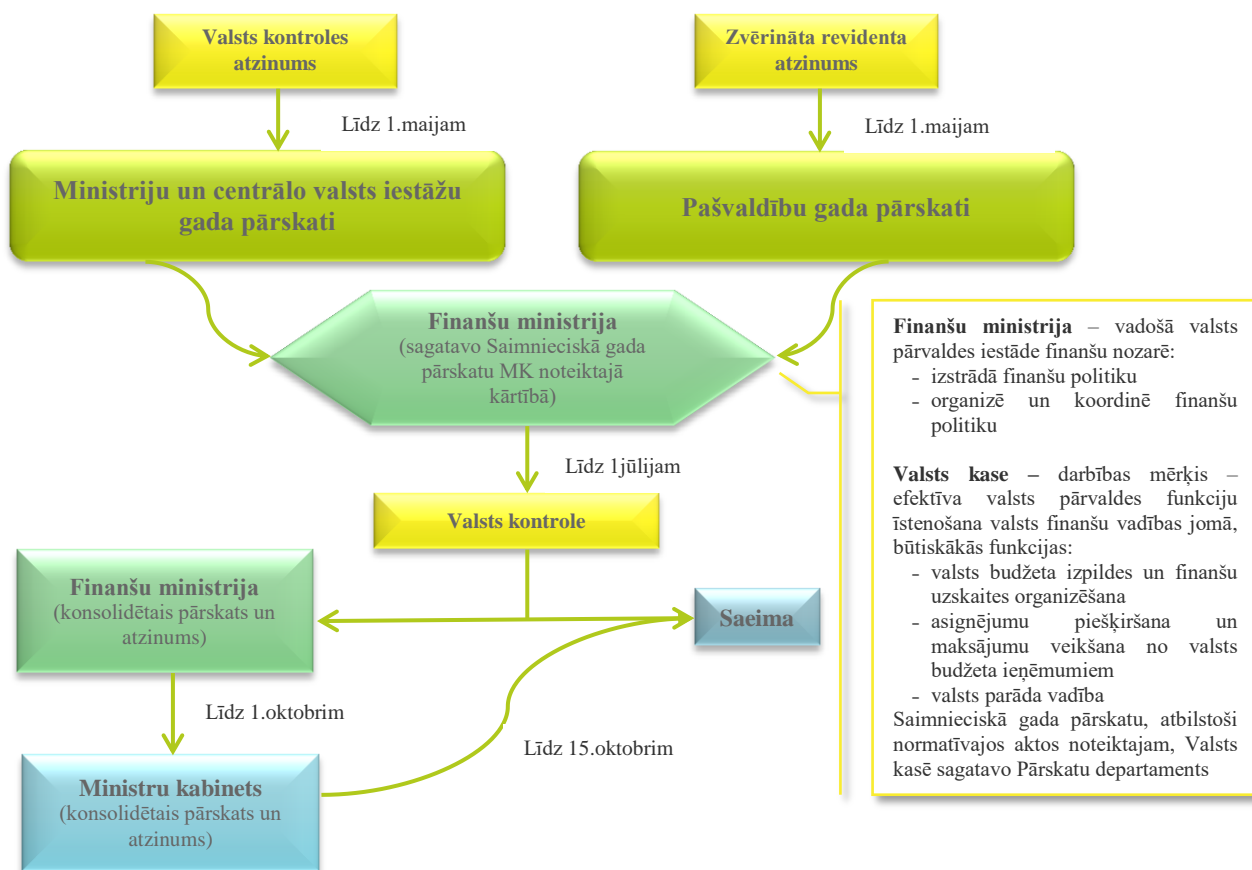 Valsts kontroles
atzinums
Zvērināta revidenta
atzinums
Līdz 1.maijam
Līdz 1.maijam
Ministriju un centrālo valsts iestāžu
gada pārskati
Pašvaldību gada pārskati
Finanšu ministrija
(sagatavo Saimnieciskā gada
pārskatu MK noteiktajā
kārtībā)
Līdz 1jūlijam
Valsts kontrole
Finanšu ministrija
(konsolidētais pārskats un
atzinums)
Saeima
Līdz 1.oktobrim
Līdz 15.oktobrim
Ministru kabinets
(konsolidētais pārskats un
atzinums)
Finanšu ministrija – vadošā valsts
pārvaldes iestāde finanšu nozarē:
- izstrādā finanšu politiku
- organizē un koordinē finanšu
politiku
Valsts kase – darbības mērķis –
efektīva valsts pārvaldes funkciju
īstenošana valsts finanšu vadības jomā,
būtiskākās funkcijas:
- valsts budžeta izpildes un finanšu
uzskaites organizēšana
- asignējumu piešķiršana un
maksājumu veikšana no valsts
budžeta ieņēmumiem
- valsts parāda vadība
Saimnieciskā gada pārskatu, atbilstoši
normatīvajos aktos noteiktajam, Valsts
kasē sagatavo Pārskatu departaments